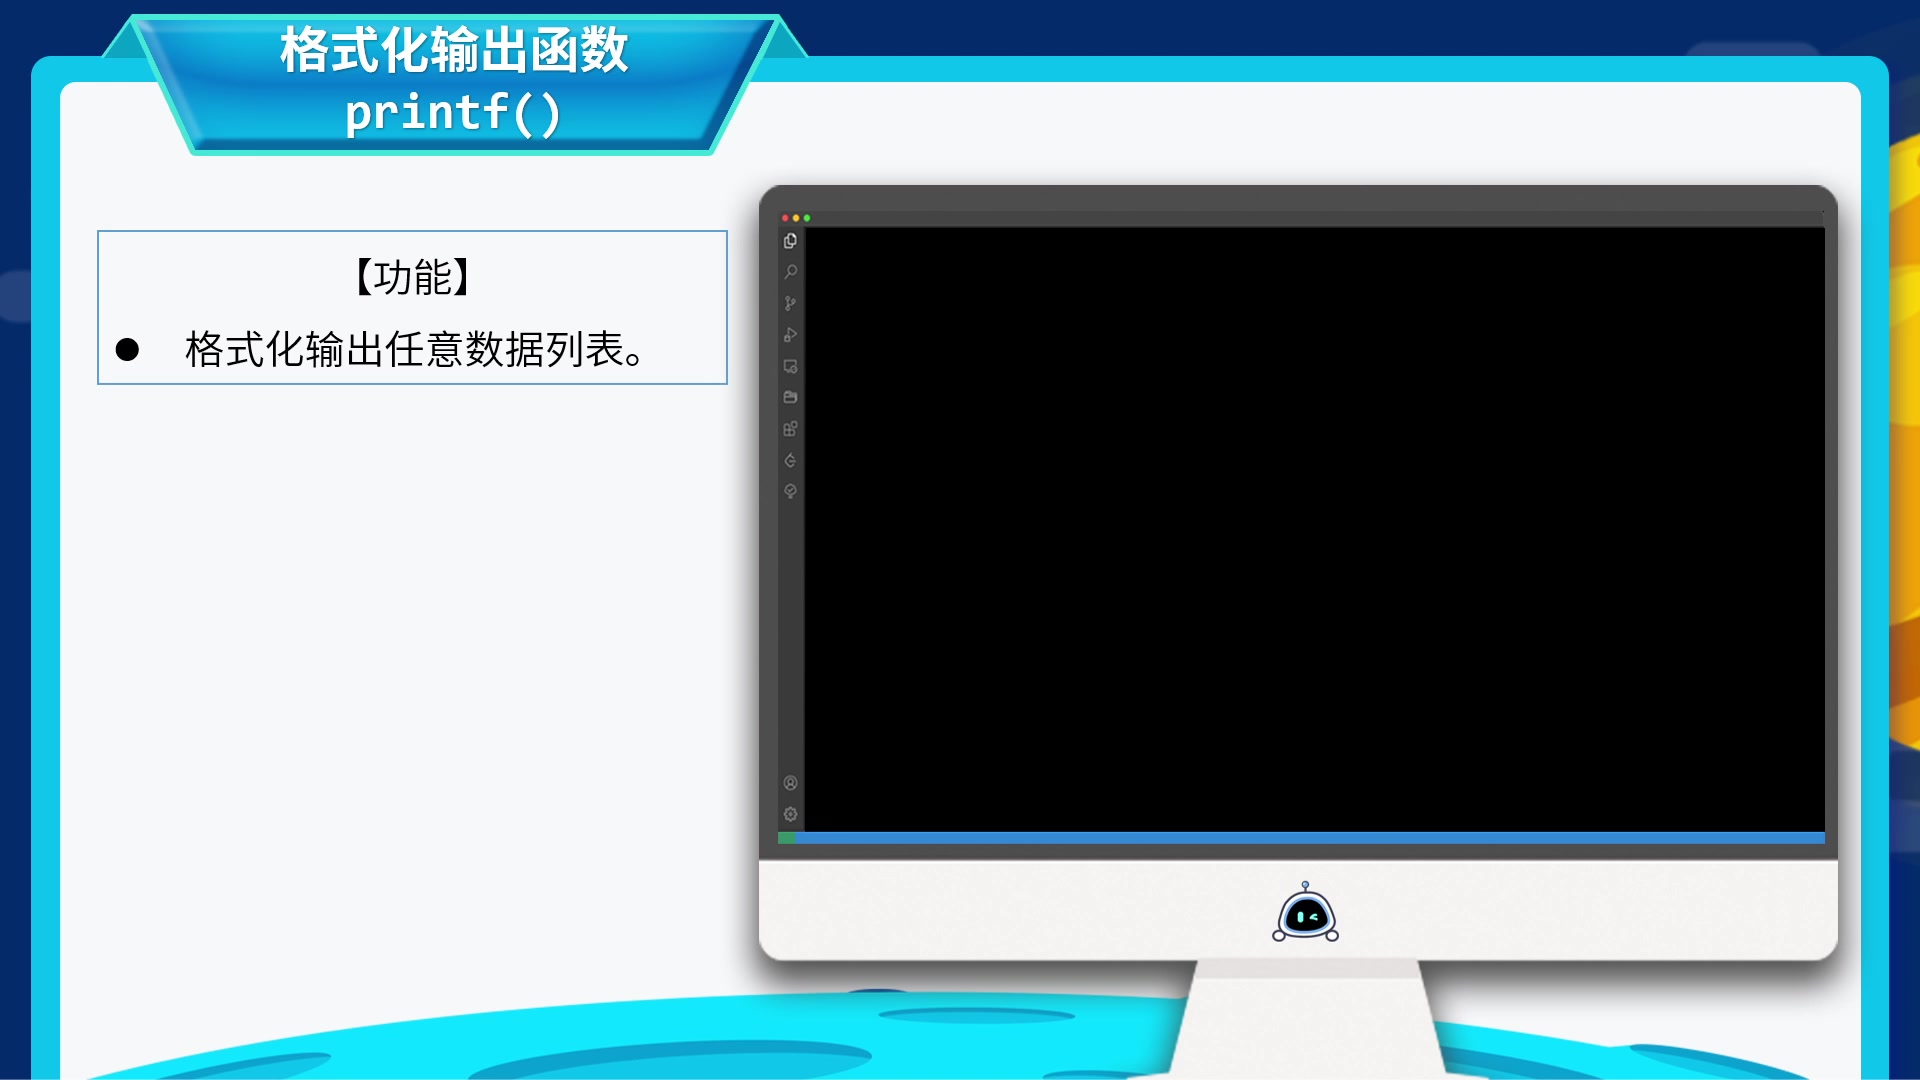 格式化输出函数
printf()
【功能】
● 格式化输出任意数据列表。